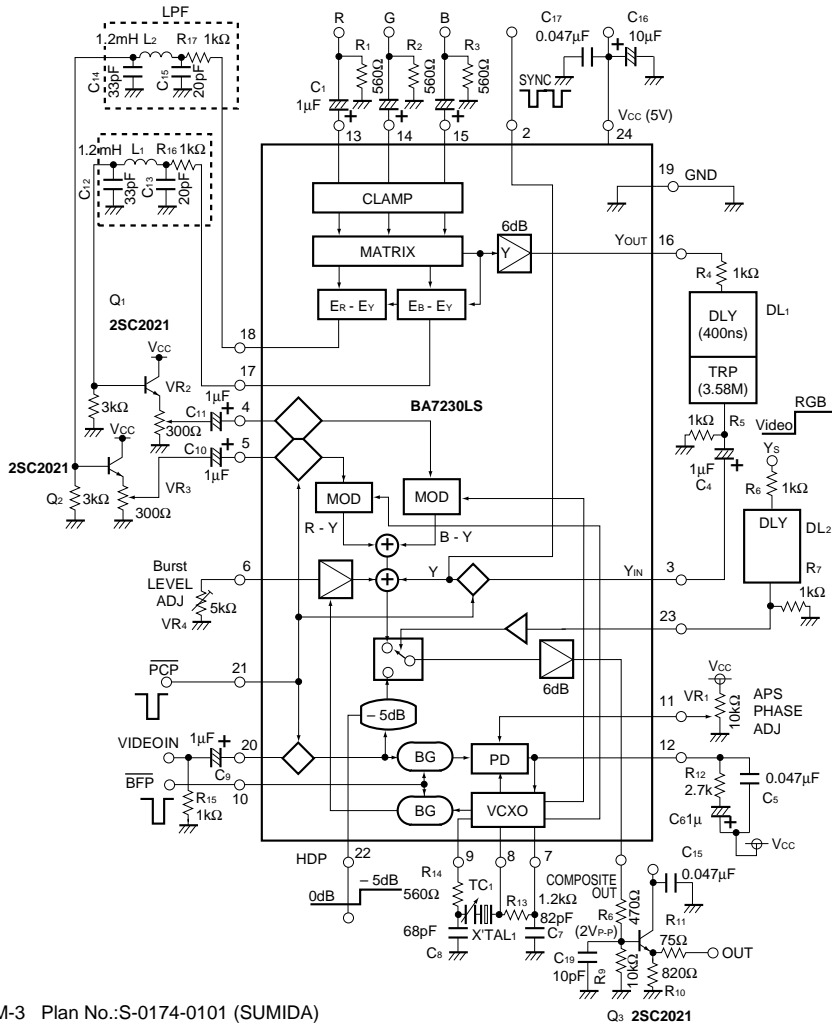 LPF
1.2mH L2 R17 1kΩ
C14
33pF
C15
20pF
1.2mH L1 R16 1kΩ
C12
33pF
C13
20pF
R G B
R1
560Ω
R2
560Ω
R3
560Ω
C1
1μF
13 14 15 2 24
SYNC
C17
0.047μF
C16
10μF
VCC (5V)
19 GND
CLAMP
MATRIX
6dB
Y
YOUT 16
ER - EY
EB - EY
R4 1kΩ
DLY
(400ns)
DL1
TRP
(3.58M)
1kΩ R5
1μF
C4
Video RGB
YS
R6 1kΩ
DLY
DL2
R7
1kΩ
Q1
2SC2021
VCC
18
17
VR2
1μF
C11
4
3kΩ
300Ω
VCC
C10
1μF
5
2SC2021
Q2
3kΩ
VR3
300Ω
BA7230LS
MOD
MOD
R - Y
B - Y
Y
YIN 3
Burst
LEVEL
ADJ
6
5kΩ
VR4
23
PCP
21
– 5dB
6dB
VCC
11
VR1
10kΩ
APS
PHASE
ADJ
VIDEOIN
1μF
20
C9
BFP
10
R15
1kΩ
BG
PD
BG
VCXO
12
R12
2.7k
0.047μF
C5
C61μ
VCC
HDP 22
0dB
– 5dB
9 8 7
R14
560Ω
TC1
R13
1.2kΩ
82pF
C7
68pF
C8
X'TAL1
COMPOSITE
OUT
R6
470Ω
(2VP-P)
C15
0.047μF
R11
75Ω
OUT
C19
10pF
R9
10kΩ
820Ω
R10
Q3 2SC2021
M-3 Plan No.:S-0174-0101 (SUMIDA)